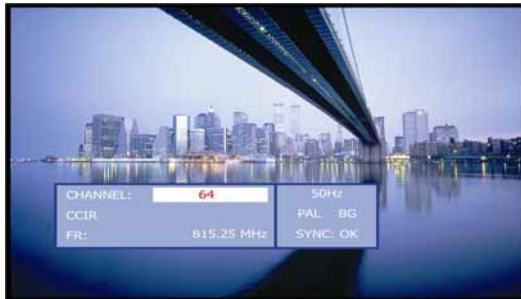 CHANNEL: 64
CCIR
FR: 815.25 MHz
50Hz
PAL BG
SYNC: OK